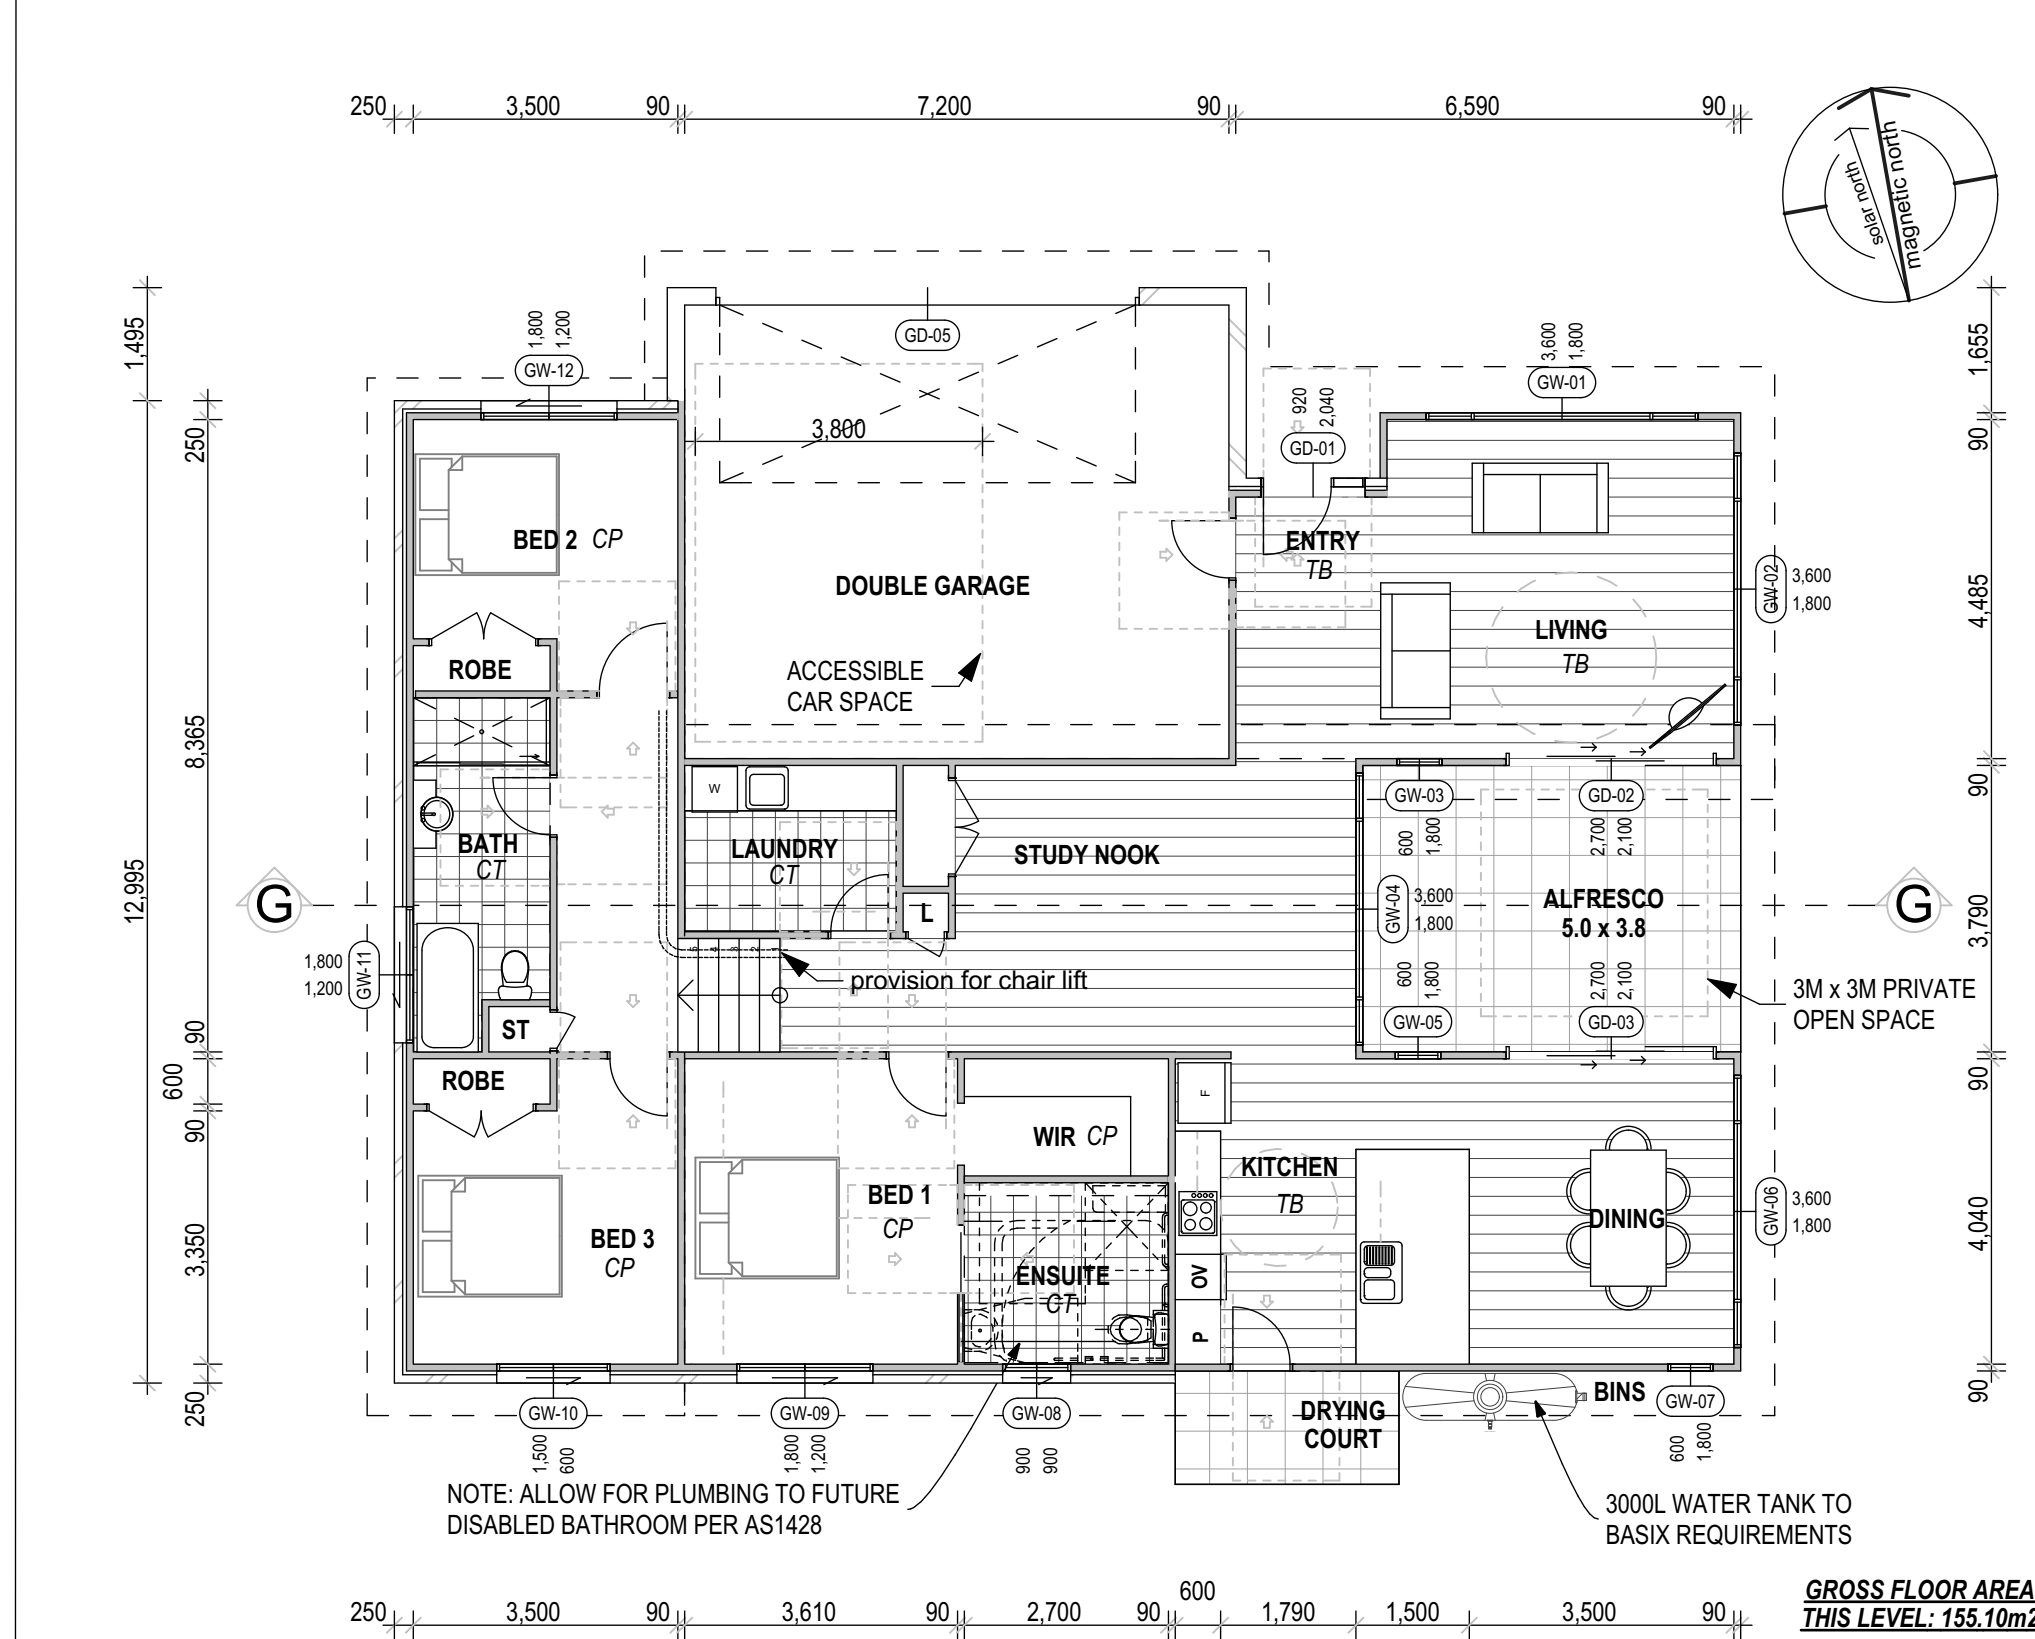 250 3,500 90 7,200 90 6,590 90
magnetic north
solar north
1,495
12,995
250
8,365
90
600
90
3,350
250
1,655
90
4,485
90
3,790
90
4,040
90
1,800
1,200
GW-12
GD-05
3,600
1,800
GW-01
920
2,040
GD-01
3,800
BED 2 CP
DOUBLE GARAGE
ENTRY
TB
GW-02
3,600
1,800
LIVING
TB
ROBE
ACCESSIBLE
CAR SPACE
W
GW-03
600
1,800
GD-02
2,700
2,100
BATH
CT
LAUNDRY
CT
STUDY NOOK
G
L
GW-04
3,600
1,800
ALFRESCO
5.0 x 3.8
G
GW-11
1,800
1,200
5 4 3 2 1
provision for chair lift
600
1,800
GW-05
2,700
2,100
GD-03
3M x 3M PRIVATE
OPEN SPACE
ST
ROBE
F
WIR CP
KITCHEN
TB
BED 1
CP
DINING
GW-06
3,600
1,800
BED 3
CP
ENSUITE
CT
OV
P
GW-10
1,500
600
GW-09
1,800
1,200
GW-08
900
900
DRYING
COURT
BINS
GW-07
600
1,800
NOTE: ALLOW FOR PLUMBING TO FUTURE
DISABLED BATHROOM PER AS1428
3000L WATER TANK TO
BASIX REQUIREMENTS
GROSS FLOOR AREA
THIS LEVEL: 155.10m2
250 3,500 90 3,610 90 2,700 90 600 1,790 1,500 3,500 90